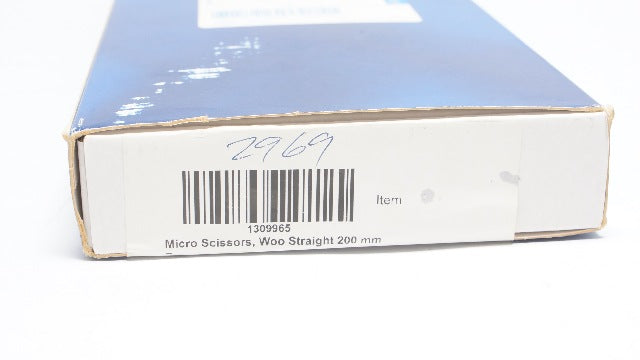 2969
Item
1309965
Micro Scissors, Woo Straight 200 mm